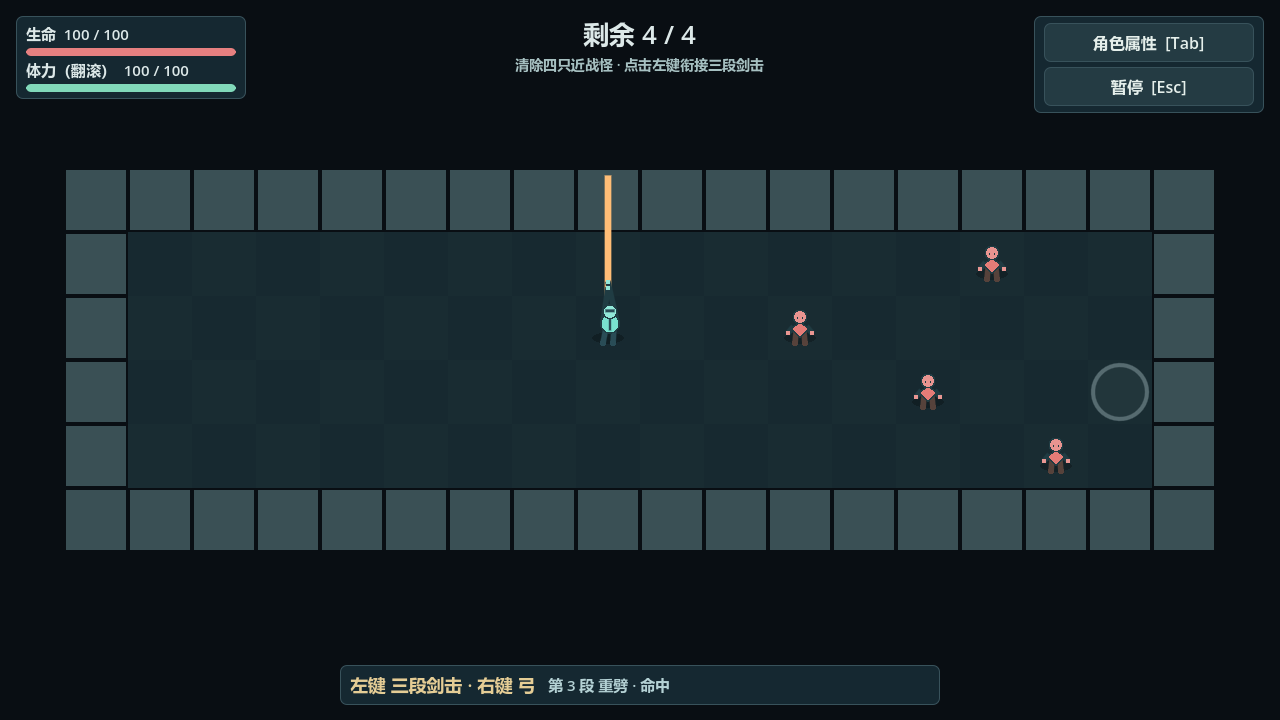 生命 100 / 100
体力（翻滚） 100 / 100
剩余 4 / 4
清除四只近战怪 · 点击左键衔接三段剑击
角色属性 [Tab]
暂停 [Esc]
左键 三段剑击 · 右键 弓 第 3 段 重劈 · 命中